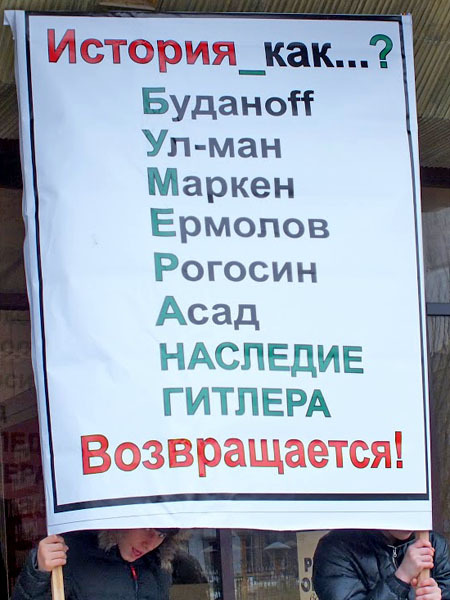 История_как...?
Буданоff
Ул-ман
Маркен
Ермолов
Рогосин
Асад
НАСЛЕДИЕ
ГИТЛЕРА
Возвращается!